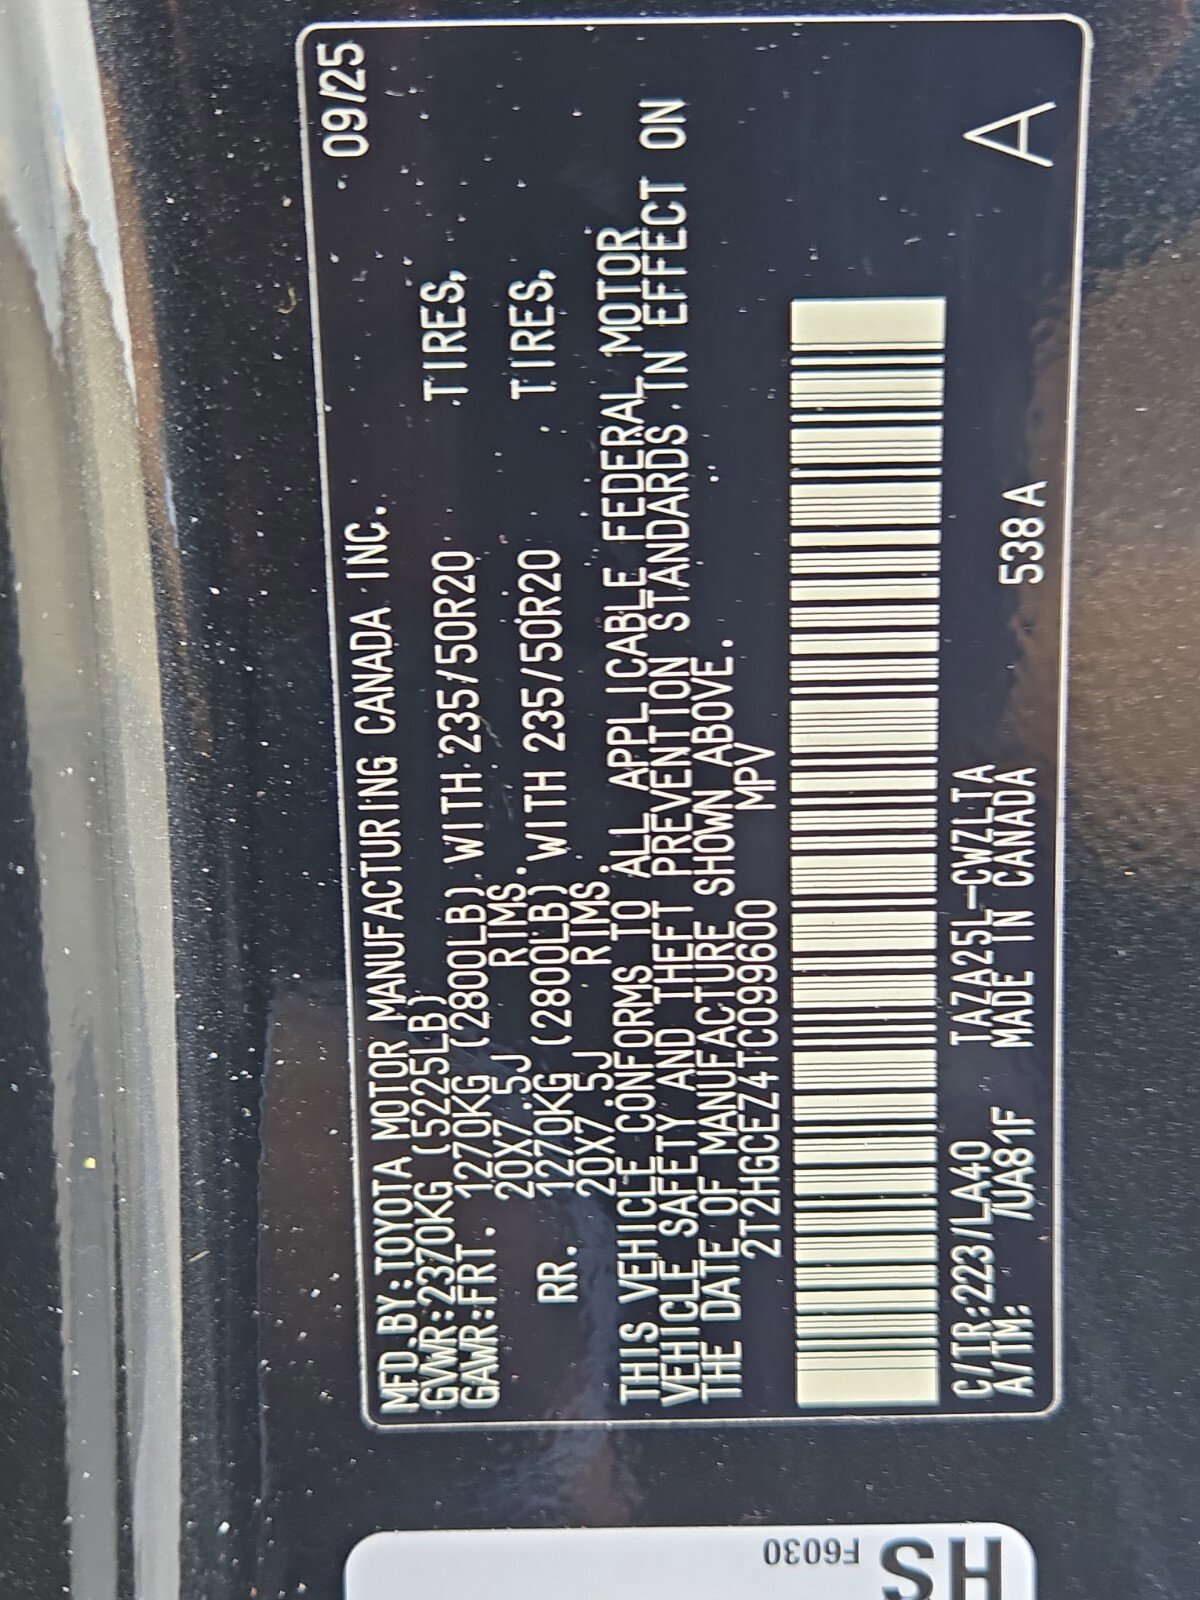 MFD.BY:TOYOTA MOTOR MANUFACTURING CANADA INC. 09/25
GVWR:2370KG (5225LB)
GAWR:FRT. 1270KG (2800LB) WITH 235/50R20 TIRES,
20X7.5J RIMS.
RR. 1270KG (2800LB) WITH 235/50R20 TIRES,
20X7.5J RIMS.
THIS VEHICLE CONFORMS TO ALL APPLICABLE FEDERAL MOTOR
VEHICLE SAFETY AND THEFT PREVENTION STANDARDS IN EFFECT ON
THE DATE OF MANUFACTURE SHOWN ABOVE.
2T2HGCEZ4TC099600 MPV
C/TR:223/LA40 TAZA25L-CWZLTA
A/TM: /UA81F MADE IN CANADA 538A
A
F6030
HS